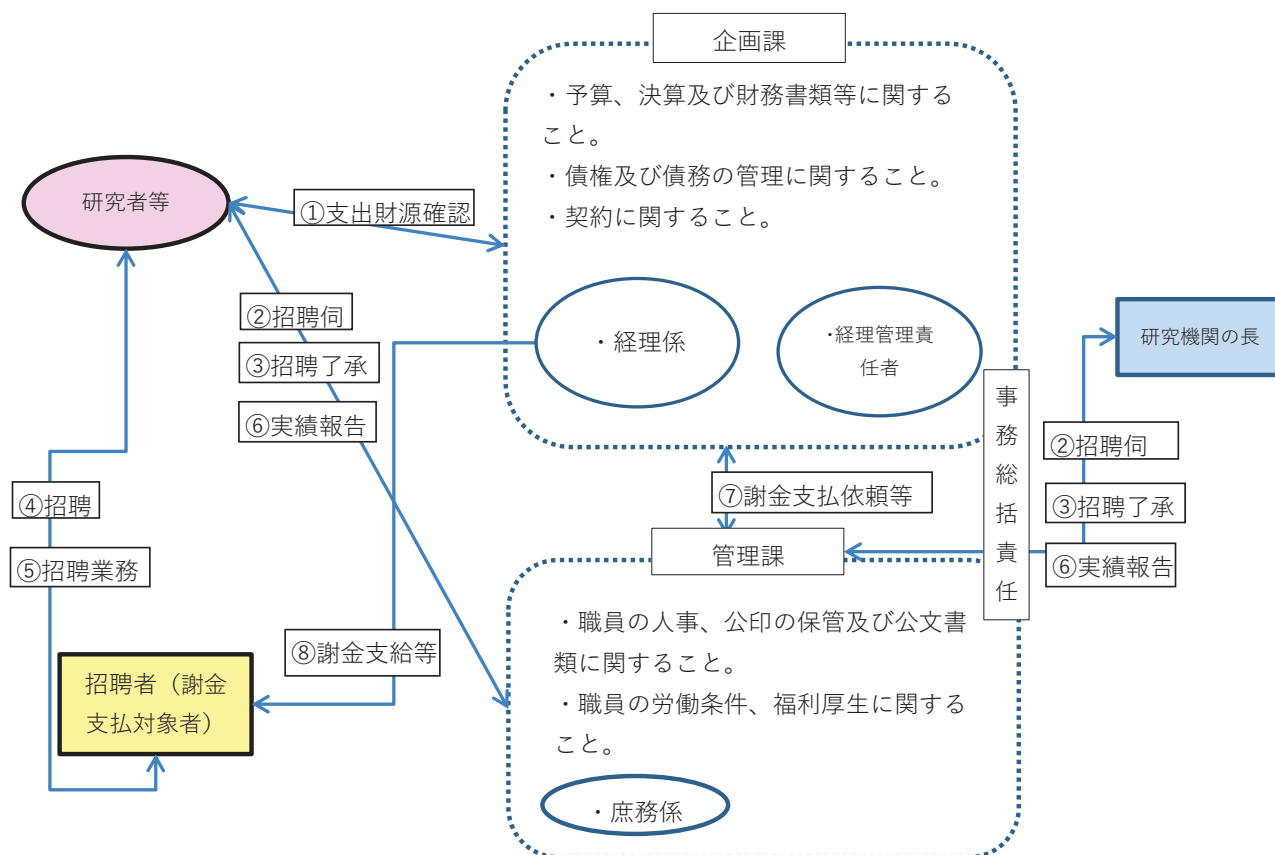 企画課
・予算、決算及び財務書類等に関する
こと。
・債権及び債務の管理に関すること。
・契約に関すること。
研究者等
①支出財源確認
②招聘伺
③招聘了承
⑥実績報告
・経理係
・経理管理責
任者
研究機関の長
事務総括責任
②招聘伺
③招聘了承
⑥実績報告
⑦謝金支払依頼等
④招聘
⑤招聘業務
管理課
・職員の人事、公印の保管及び公文書
類に関すること。
・職員の労働条件、福利厚生に関する
こと。
・庶務係
⑧謝金支給等
招聘者（謝金
支払対象者）